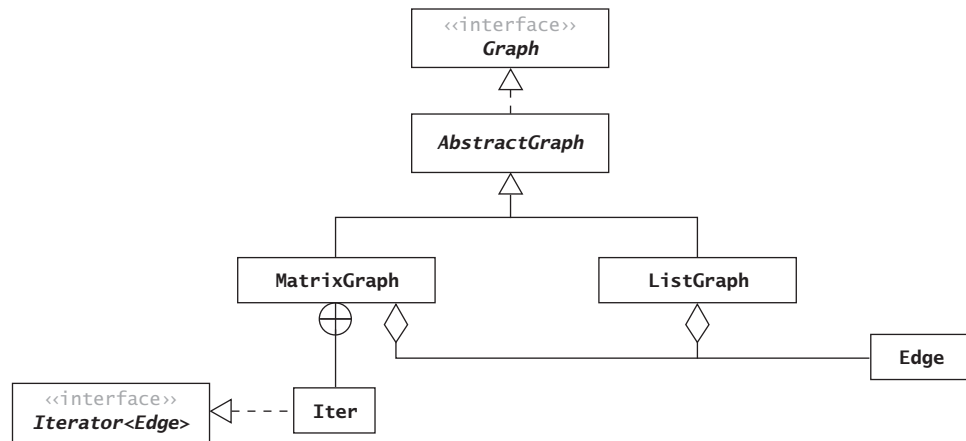 ‹‹interface››
Graph
AbstractGraph
MatrixGraph
ListGraph
Edge
‹‹interface››
Iterator<Edge>
Iter